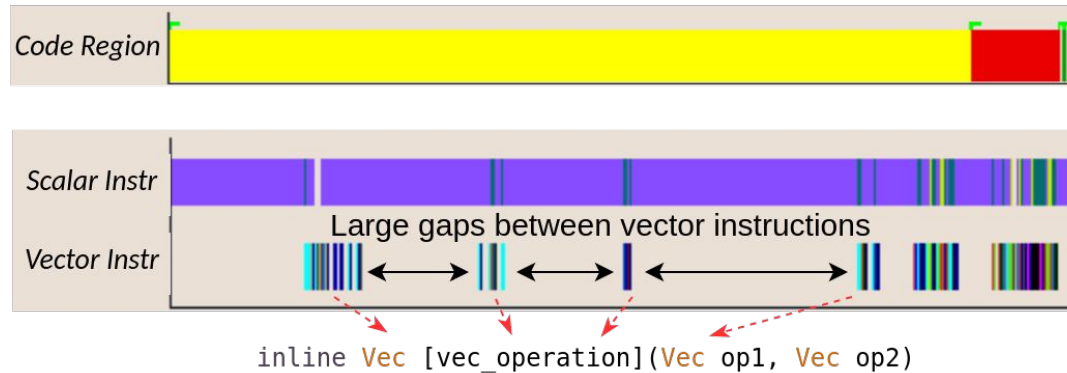 Code Region
Scalar Instr
Large gaps between vector instructions
Vector Instr
inline Vec [vec_operation](Vec op1, Vec op2)